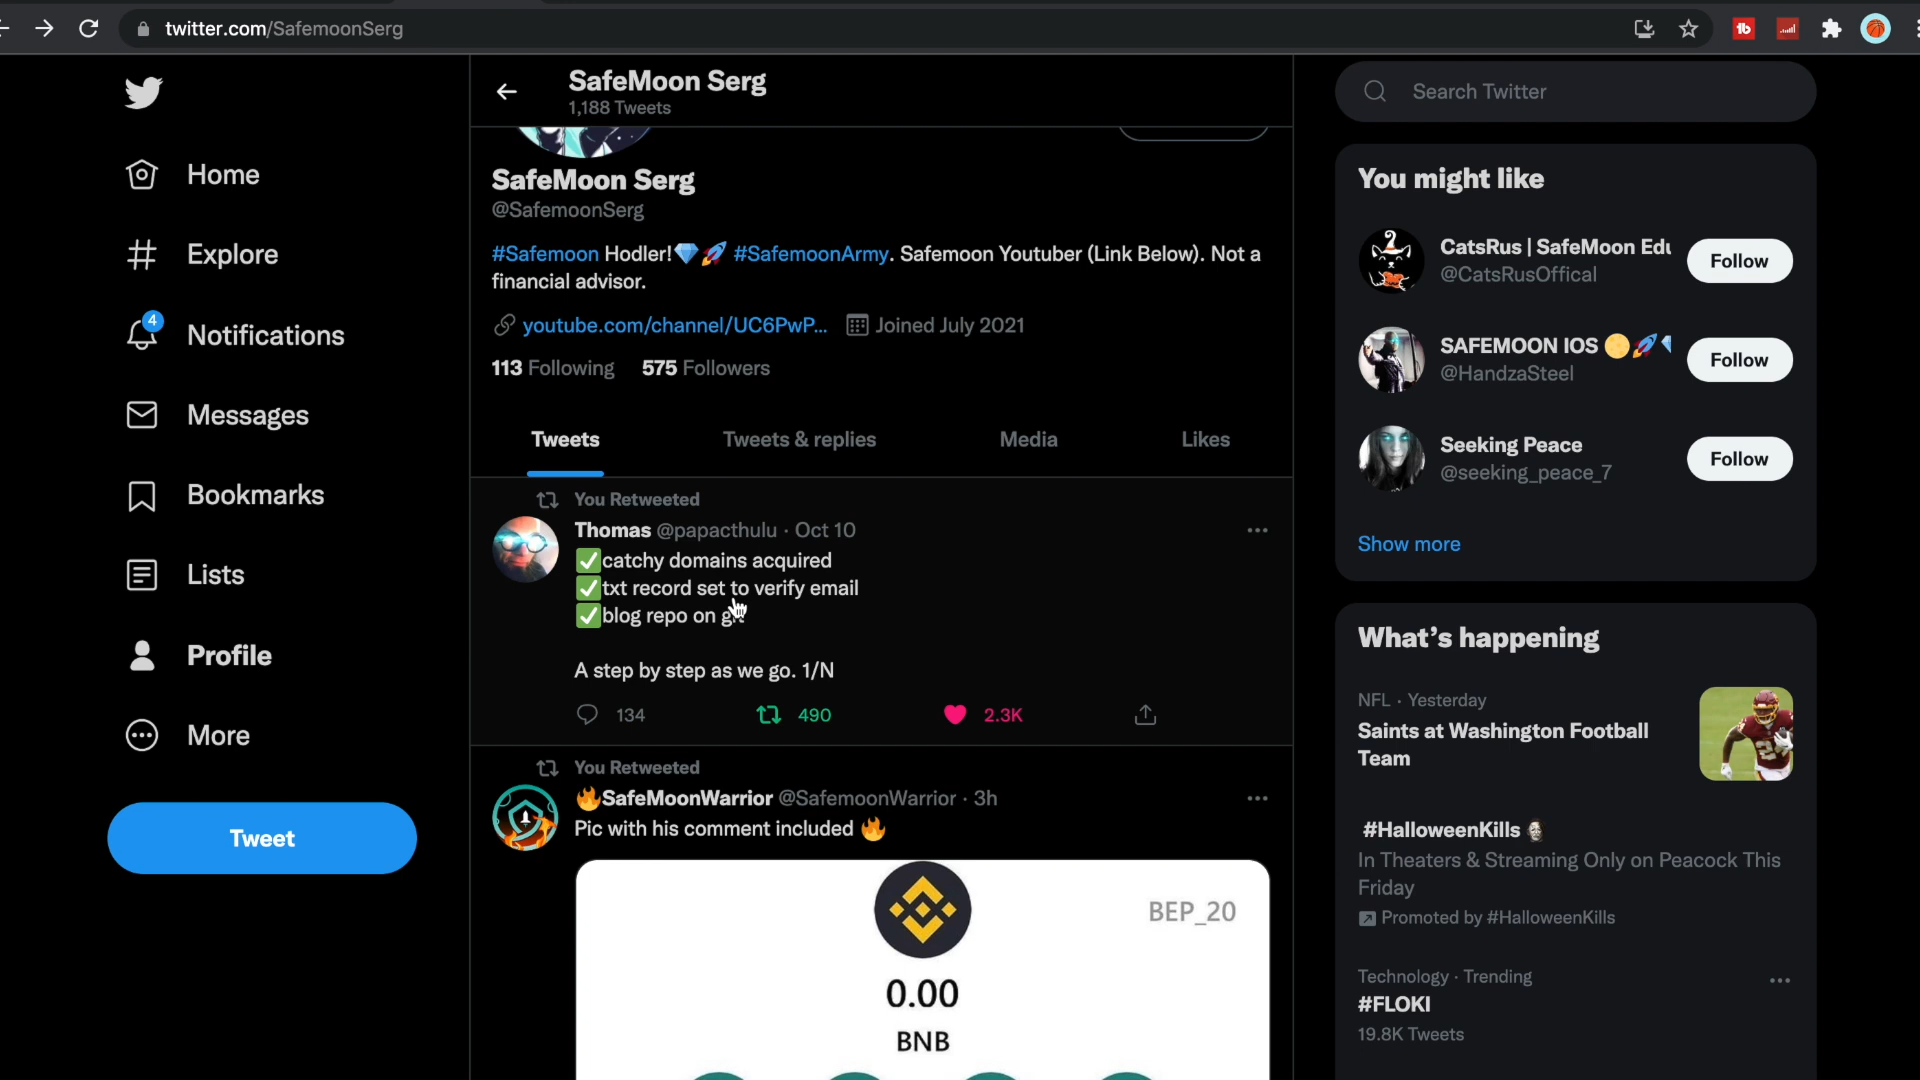 twitter.com/SafemoonSerg
SafeMoon Serg
1,188 Tweets
Search Twitter
Home
Explore
4
Notifications
Messages
Bookmarks
Lists
Profile
More
Tweet
SafeMoon Serg
@SafemoonSerg
#Safemoon Hodler!💎🚀 #SafemoonArmy. Safemoon Youtuber (Link Below). Not a
financial advisor.
youtube.com/channel/UC6PwP... Joined July 2021
113 Following 575 Followers
Tweets Tweets & replies Media Likes
You Retweeted
Thomas @papacthulu · Oct 10
✅catchy domains acquired
✅txt record set to verify email
✅blog repo on
A step by step as we go. 1/N
134 490 2.3K
You Retweeted
🔥SafeMoonWarrior @SafemoonWarrior · 3h
Pic with his comment included 🔥
BEP_20
0.00
BNB
You might like
CatsRus | SafeMoon Edu
@CatsRusOffical
Follow
SAFEMOON IOS 🌕🚀💎
@HandzaSteel
Follow
Seeking Peace
@seeking_peace_7
Follow
Show more
What's happening
NFL · Yesterday
Saints at Washington Football
Team
#HalloweenKills
In Theaters & Streaming Only on Peacock This
Friday
Promoted by #HalloweenKills
Technology · Trending
#FLOKI
19.8K Tweets